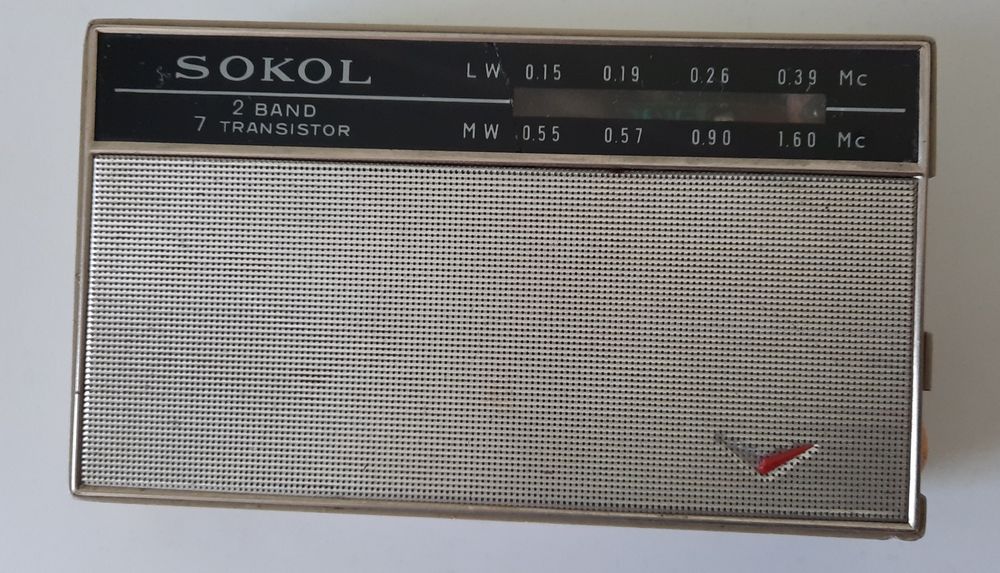 SOKOL
2 BAND
7 TRANSISTOR
LW 0.15 0.19 0.26 0.39 Mc
MW 0.55 0.57 0.90 1.60 Mc